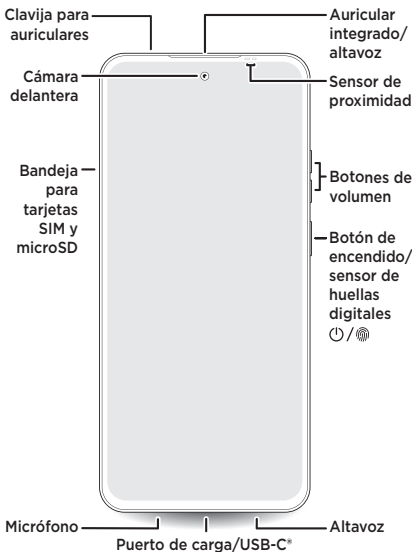 Clavija para
auriculares
Auricular
integrado/
altavoz
Cámara
delantera
Sensor de
proximidad
Bandeja
para
tarjetas
SIM y
microSD
Botones de
volumen
Botón de
encendido/
sensor de
huellas
digitales
/
Micrófono
Altavoz
Puerto de carga/USB-C®